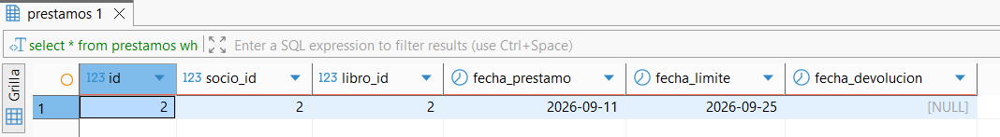 prestamos 1
select * from prestamos wh Enter a SQL expression to filter results (use Ctrl+Space)
Grilla
123 id 123 socio_id 123 libro_id fecha_prestamo fecha_limite fecha_devolucion
1 2 2 2 2026-09-11 2026-09-25 [NULL]